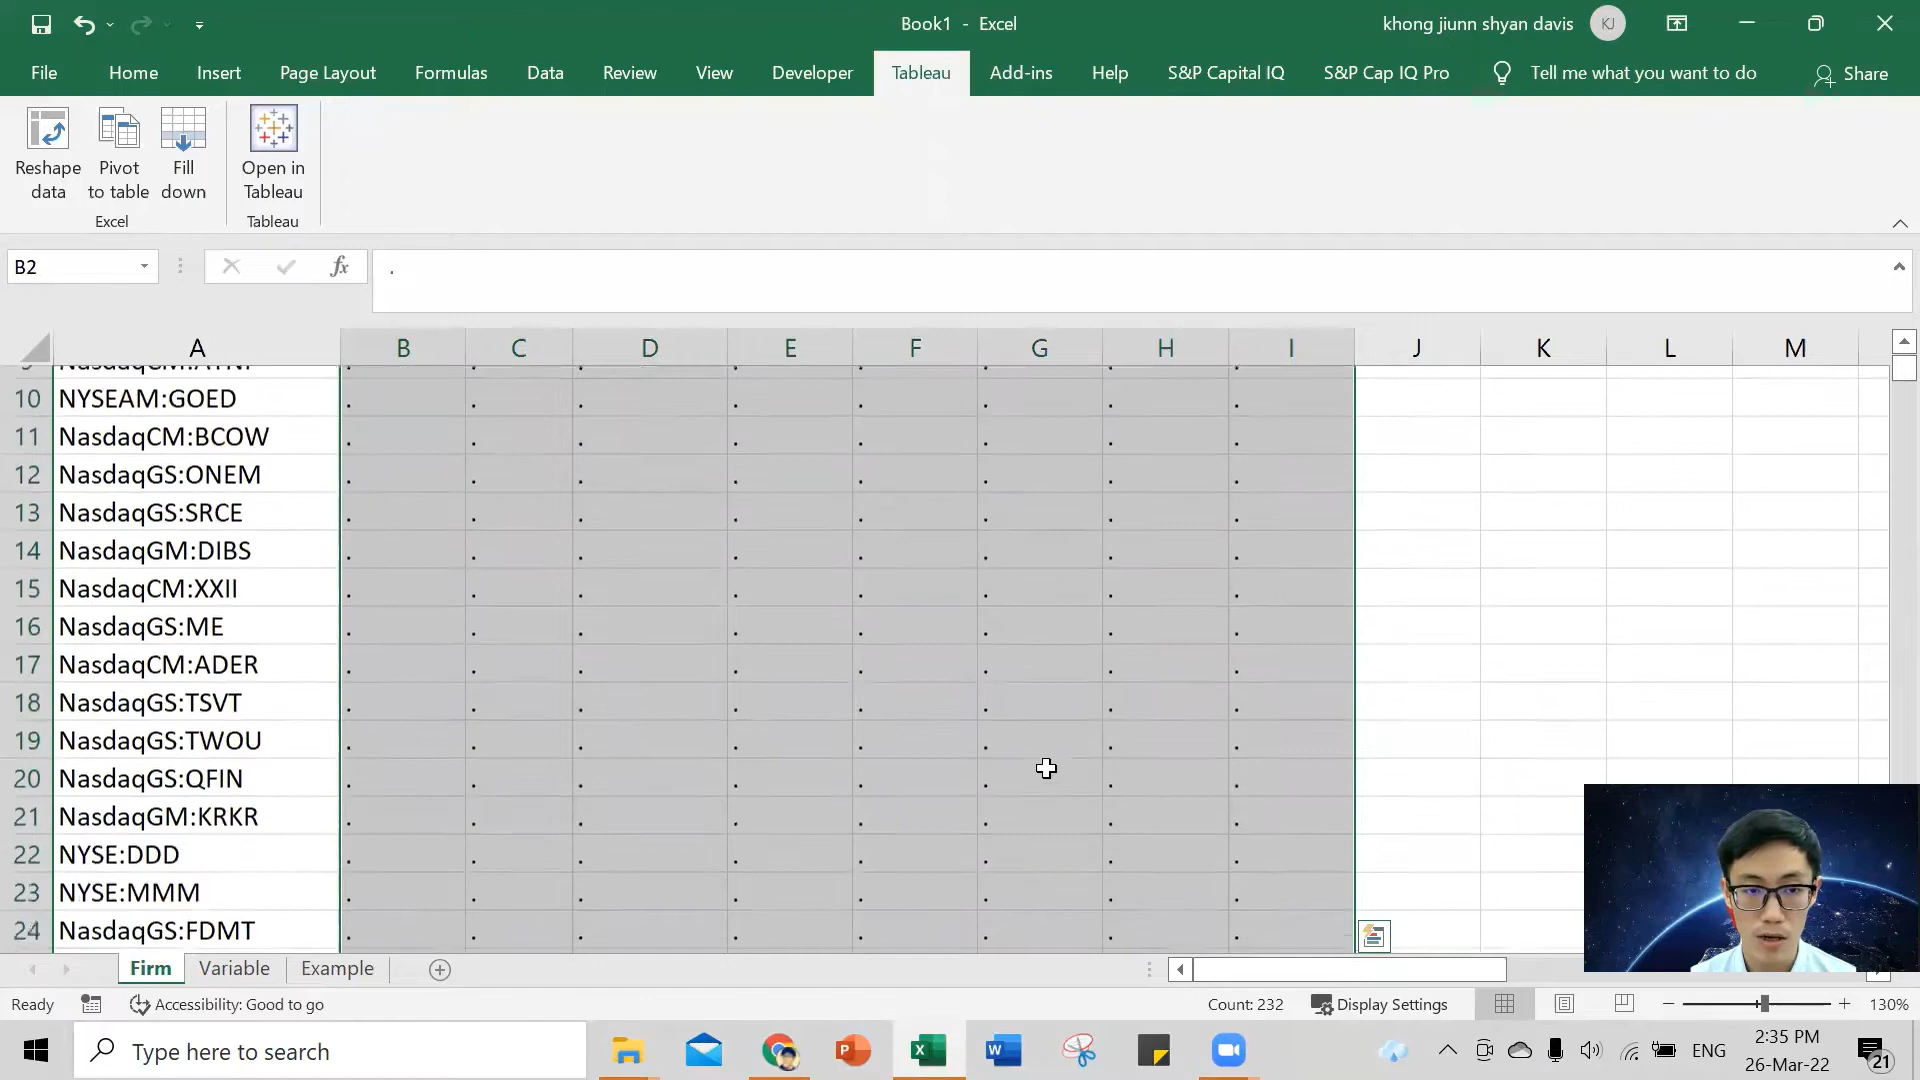 Book1 - Excel
khong jiunn shyan davis
KJ
File
Home
Insert
Page Layout
Formulas
Data
Review
View
Developer
Tableau
Add-ins
Help
S&P Capital IQ
S&P Cap IQ Pro
Tell me what you want to do
Share
Reshape data
Pivot to table
Fill down
Open in Tableau
Excel
Tableau
B2
fx
.
A B C D E F G H I J K L M
10 NYSEAM:GOED . . . . . . . .
11 NasdaqCM:BCOW . . . . . . . .
12 NasdaqGS:ONEM . . . . . . . .
13 NasdaqGS:SRCE . . . . . . . .
14 NasdaqGM:DIBS . . . . . . . .
15 NasdaqCM:XXII . . . . . . . .
16 NasdaqGS:ME . . . . . . . .
17 NasdaqCM:ADER . . . . . . . .
18 NasdaqGS:TSVT . . . . . . . .
19 NasdaqGS:TWOU . . . . . . . .
20 NasdaqGS:QFIN . . . . . . . .
21 NasdaqGM:KRKR . . . . . . . .
22 NYSE:DDD . . . . . . . .
23 NYSE:MMM . . . . . . . .
24 NasdaqGS:FDMT . . . . . . . .
Firm
Variable
Example
Ready
Accessibility: Good to go
Count: 232
Display Settings
130%
Type here to search
ENG
2:35 PM
26-Mar-22
21